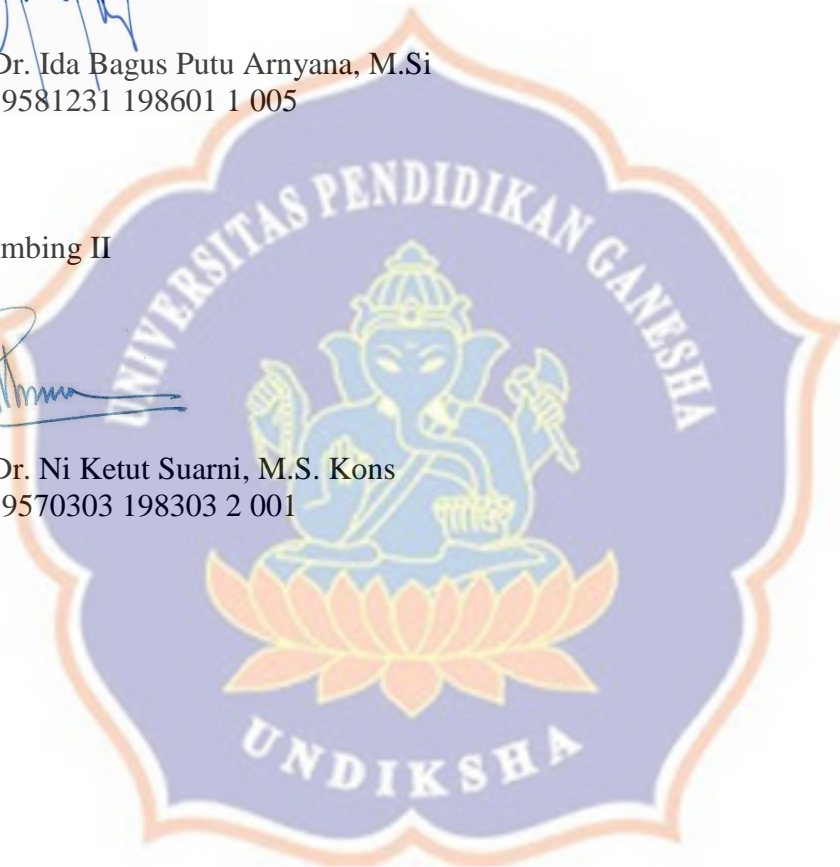 Dr. Ida Bagus Putu Arnyana, M.Si
9581231 198601 1 005
mbing II
Dr. Ni Ketut Suarni, M.S. Kons
9570303 198303 2 001
UNIVERSITAS PENDIDIKAN GANESHA
UNDIKSHA